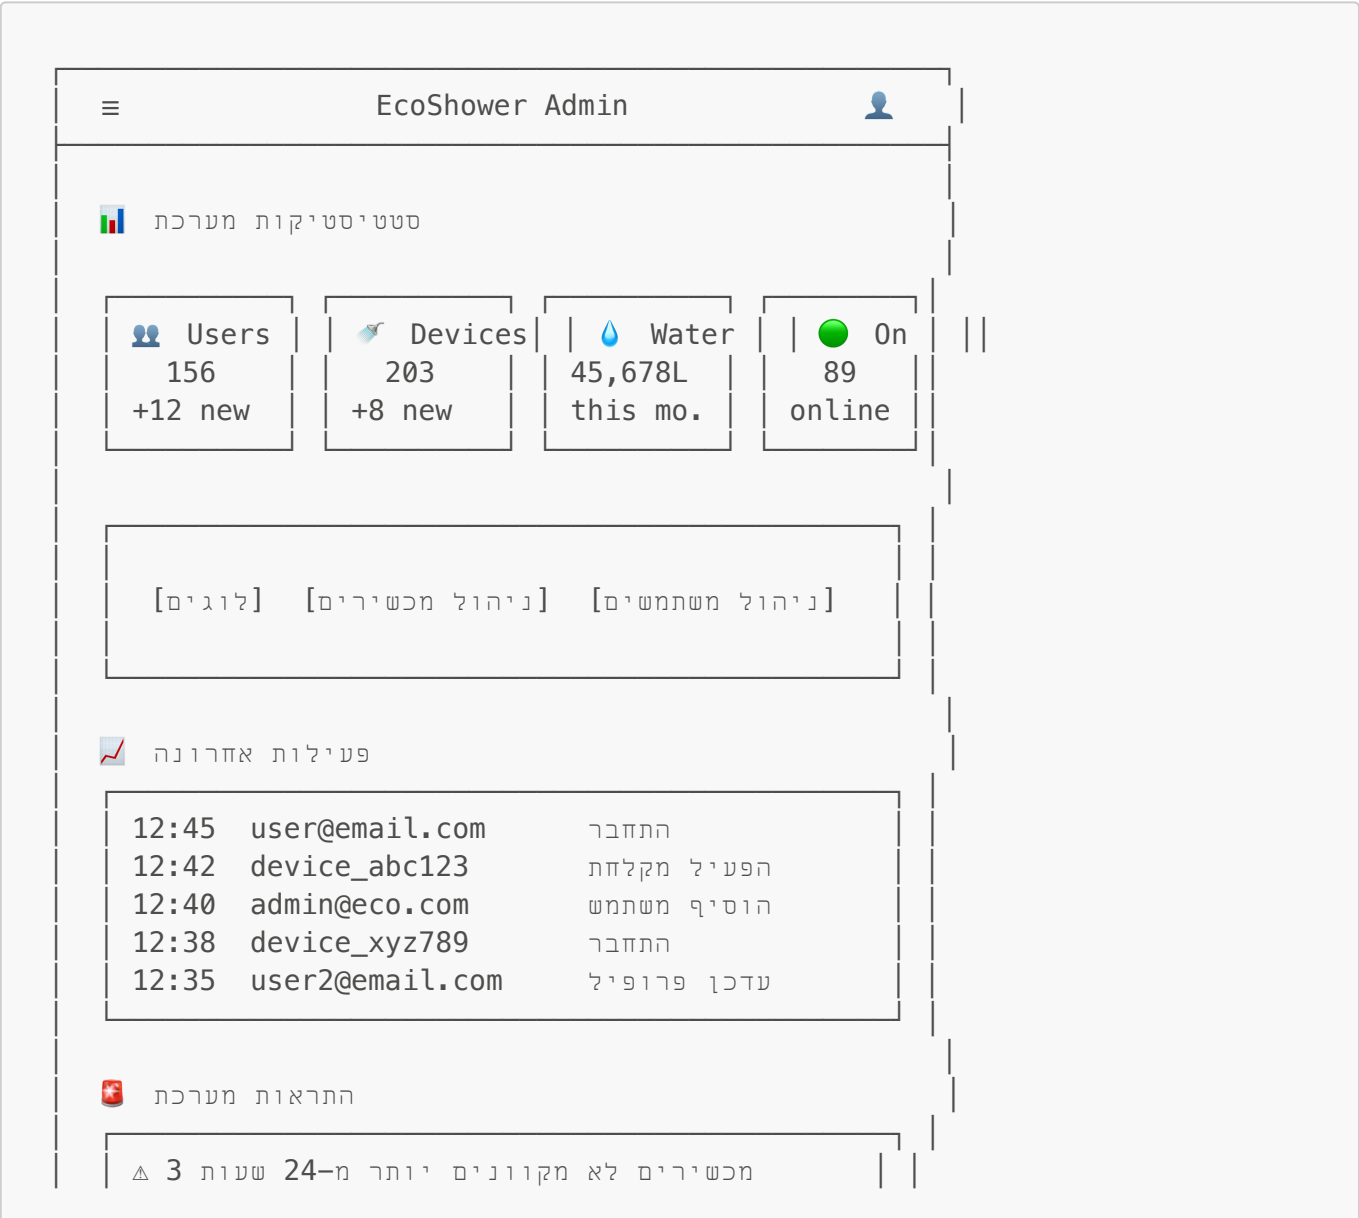 ≡ EcoShower Admin 👤
📊 סטטיסטיקות מערכת
👥 Users 🚿 Devices 💧 Water 🟢 On
156 203 45,678L 89
+12 new +8 new this mo. online
[ניהול משתמשים] [ניהול מכשירים] [לוגים]
📈 פעילות אחרונה
12:45 user@email.com התחבר
12:42 device_abc123 הפעיל מקלחת
12:40 admin@eco.com הוסיף משתמש
12:38 device_xyz789 התחבר
12:35 user2@email.com עדכן פרופיל
🚨 התראות מערכת
⚠ 3 מכשירים לא מקוונים יותר מ-24 שעות